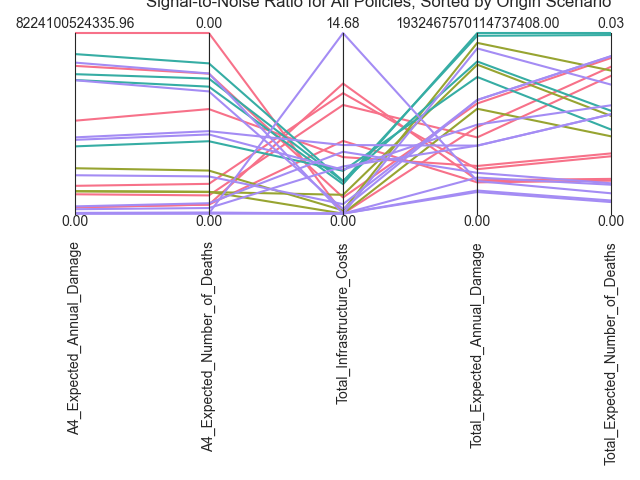 Signal-to-Noise Ratio for All Policies, Sorted by Origin Scenario
8224100524335.96 0.00 14.68 1932467570114737408.00 0.03
0.00 0.00 0.00 0.00 0.00
A4_Expected_Annual_Damage
A4_Expected_Number_of_Deaths
Total_Infrastructure_Costs
Total_Expected_Annual_Damage
Total_Expected_Number_of_Deaths